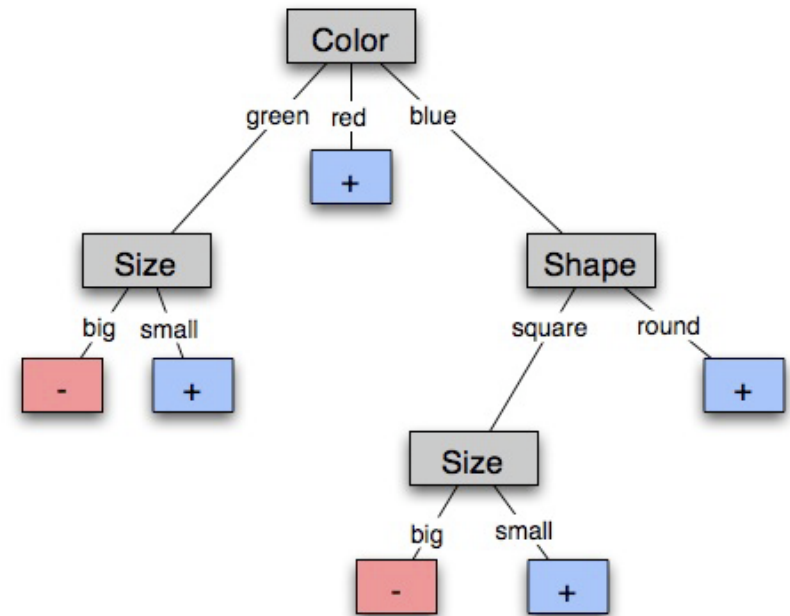 Color
green red blue
+
Size Shape
big small square round
- + +
Size
big small
- +